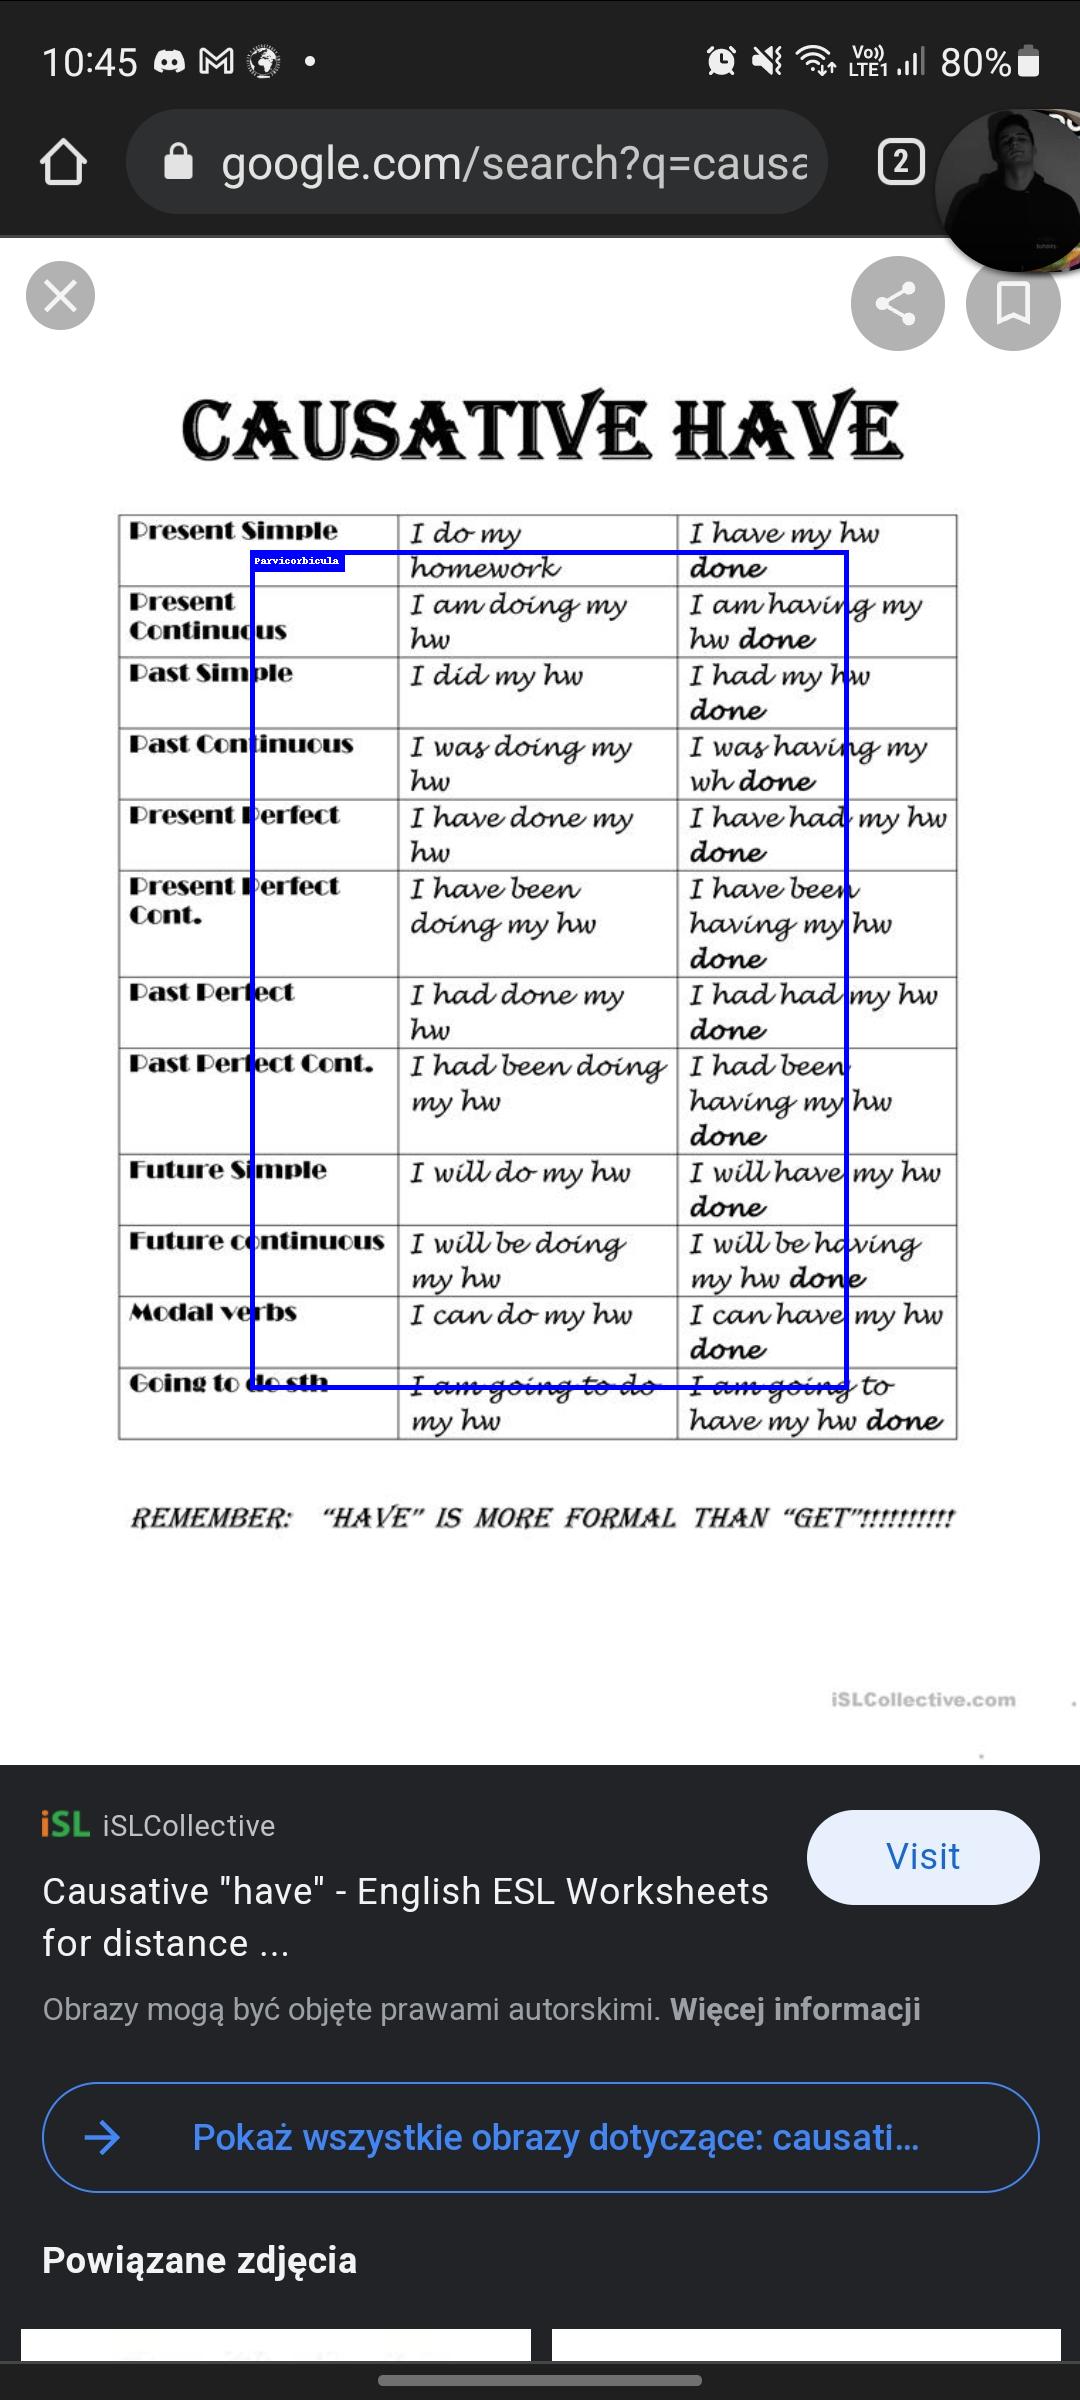 10:45
Vo)) LTE1 80%
google.com/search?q=causa
2
CAUSATIVE HAVE
Present Simple
I do my
homework
I have my hw
done
Parvicorbicula
Present
Continuous
I am doing my
hw
I am having my
hw done
Past Simple
I did my hw
I had my hw
done
Past Continuous
I was doing my
hw
I was having my
wh done
Present Perfect
I have done my
hw
I have had my hw
done
Present Perfect
Cont.
I have been
doing my hw
I have been
having my hw
done
Past Perfect
I had done my
hw
I had had my hw
done
Past Perfect Cont.
I had been doing
my hw
I had been
having my hw
done
Future Simple
I will do my hw
I will have my hw
done
Future continuous
I will be doing
my hw
I will be having
my hw done
Modal verbs
I can do my hw
I can have my hw
done
Going to do sth
I am going to do
my hw
I am going to
have my hw done
REMEMBER: “HAVE” IS MORE FORMAL THAN “GET”!!!!!!!!!!
iSLCollective.com
iSL iSLCollective
Causative "have" - English ESL Worksheets
for distance ...
Visit
Obrazy mogą być objęte prawami autorskimi. Więcej informacji
Pokaż wszystkie obrazy dotyczące: causati...
Powiązane zdjęcia